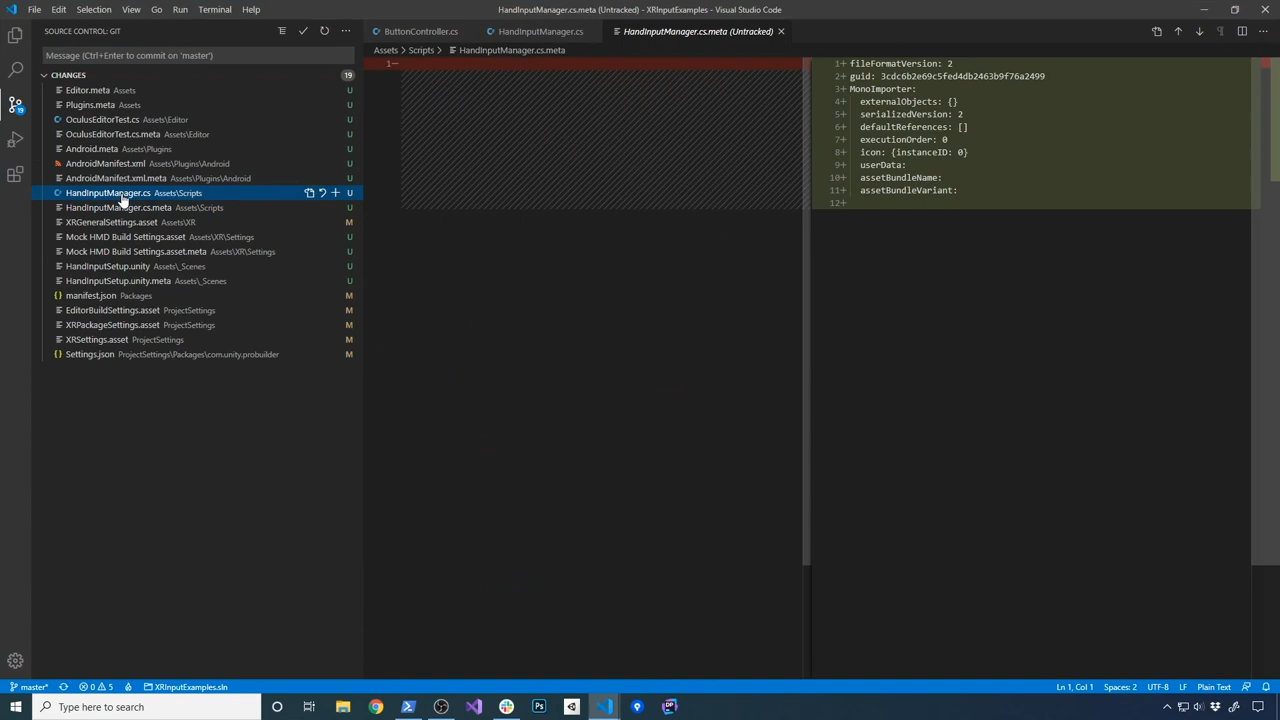 File Edit Selection View Go Run Terminal Help
HandInputManager.cs.meta (Untracked) - XRInputExamples - Visual Studio Code
SOURCE CONTROL: GIT
ButtonController.cs
HandInputManager.cs
HandInputManager.cs.meta (Untracked)
Message (Ctrl+Enter to commit on 'master')
Assets > Scripts > HandInputManager.cs.meta
CHANGES 19
Editor.meta Assets U
Plugins.meta Assets U
OculusEditorTest.cs Assets\Editor U
OculusEditorTest.cs.meta Assets\Editor U
Android.meta Assets\Plugins U
AndroidManifest.xml Assets\Plugins\Android U
AndroidManifest.xml.meta Assets\Plugins\Android U
HandInputManager.cs Assets\Scripts U
HandInputManager.cs.meta Assets\Scripts U
XRGeneralSettings.asset Assets\XR M
Mock HMD Build Settings.asset Assets\XR\Settings U
Mock HMD Build Settings.asset.meta Assets\XR\Settings U
HandInputSetup.unity Assets\_Scenes U
HandInputSetup.unity.meta Assets\_Scenes U
manifest.json Packages M
EditorBuildSettings.asset ProjectSettings M
XRPackageSettings.asset ProjectSettings M
XRSettings.asset ProjectSettings M
Settings.json ProjectSettings\Packages\com.unity.probuilder M
19
1-
1+ fileFormatVersion: 2
2+ guid: 3cdc6b2e69c5fed4db2463b9f76a2499
3+ MonoImporter:
4+ externalObjects: {}
5+ serializedVersion: 2
6+ defaultReferences: []
7+ executionOrder: 0
8+ icon: {instanceID: 0}
9+ userData:
10+ assetBundleName:
11+ assetBundleVariant:
12+
master* 0 5 XRInputExamples.sln
Ln 1, Col 1 Spaces: 2 UTF-8 LF Plain Text
Type here to search